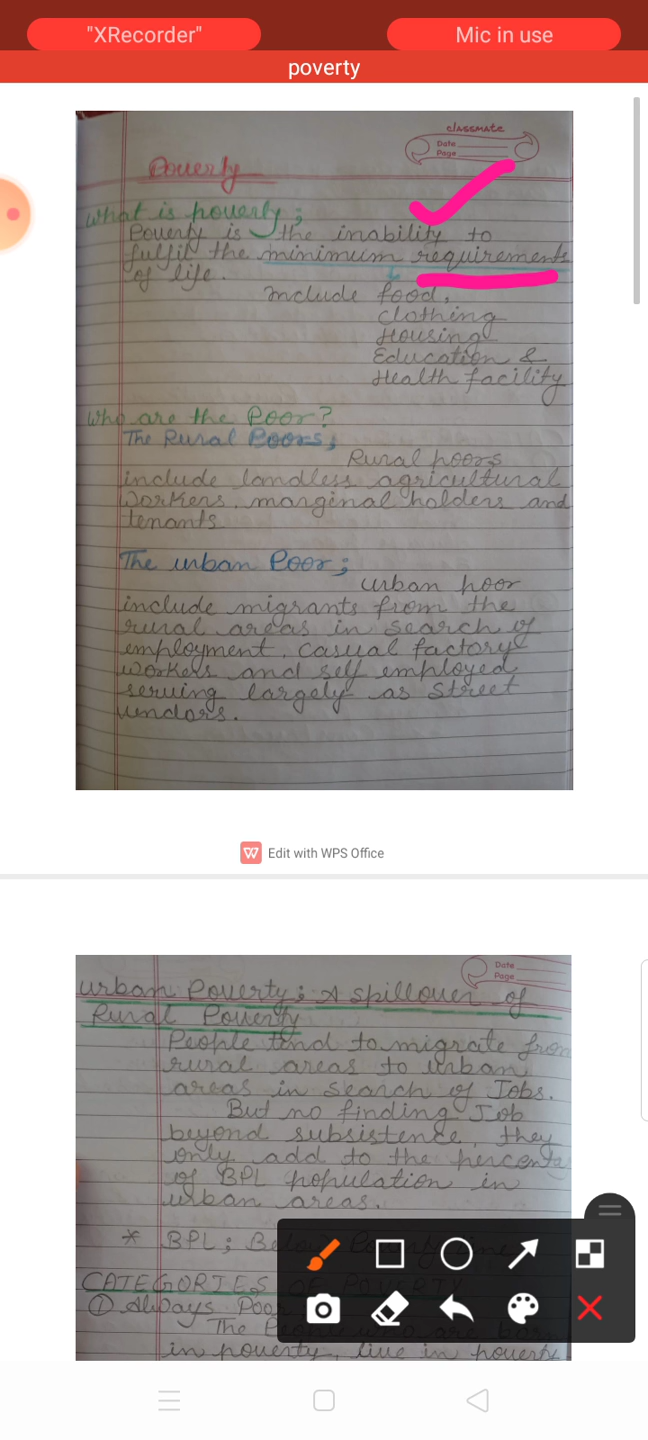 "XRecorder"
Mic in use
poverty
classmate
Date
Page
Poverty
what is poverty;
Poverty is the inability to
fulfil the minimum requirements
of life.
include food,
clothing
Housing
Education &
Health facility
Who are the Poor?
The Rural Poors;
Rural poors
include landless agricultural
workers, marginal holders and
tenants
The urban Poor;
urban poor
include migrants from the
rural areas in search of
employment. casual factory
workers and self employed
serving largely as street
vendors.
Edit with WPS Office
Date
Page
urban Poverty; A spillover of
Rural Poverty
People tend to migrate from
rural areas to urban
areas in search of Jobs.
But no finding Job
beyond subsistence, they
only add to the
of BPL population in
urban areas.
* BPL;
CATEGORIES OF POVERTY
① Always Poor
The
in poverty, live in poverty